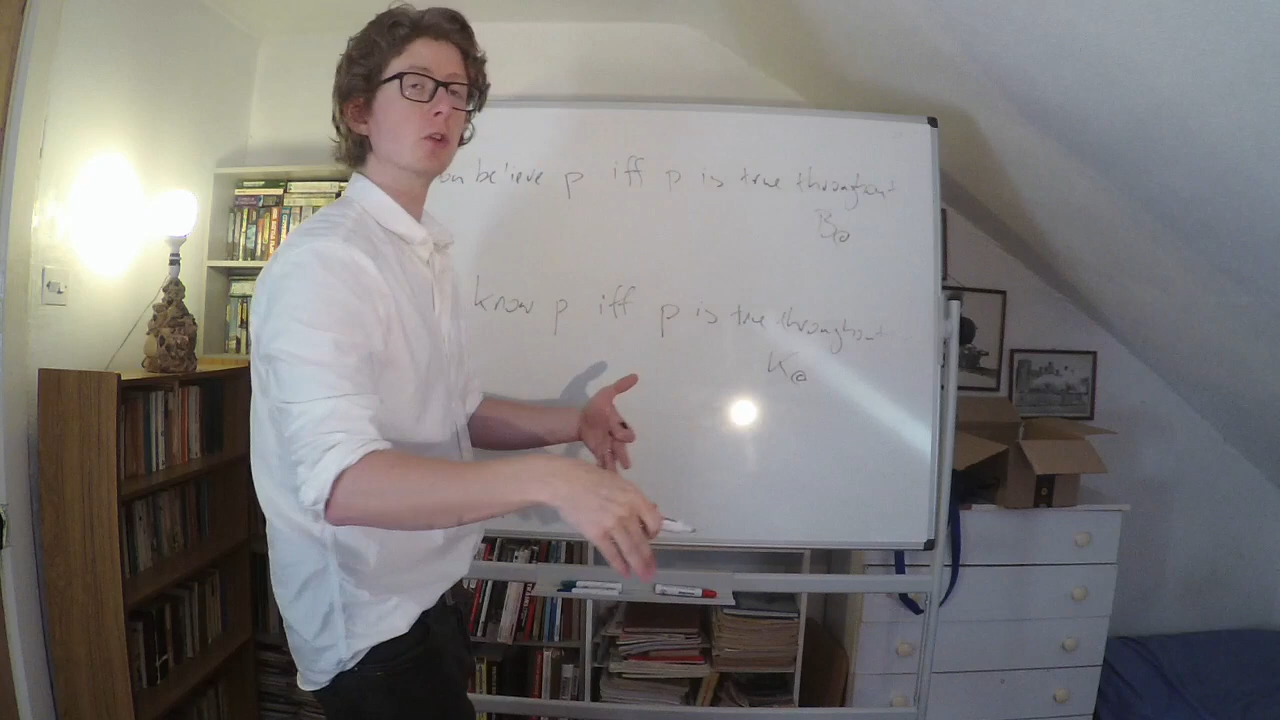 believe p iff p is true throughout
B@
know p iff p is true throughout
K@